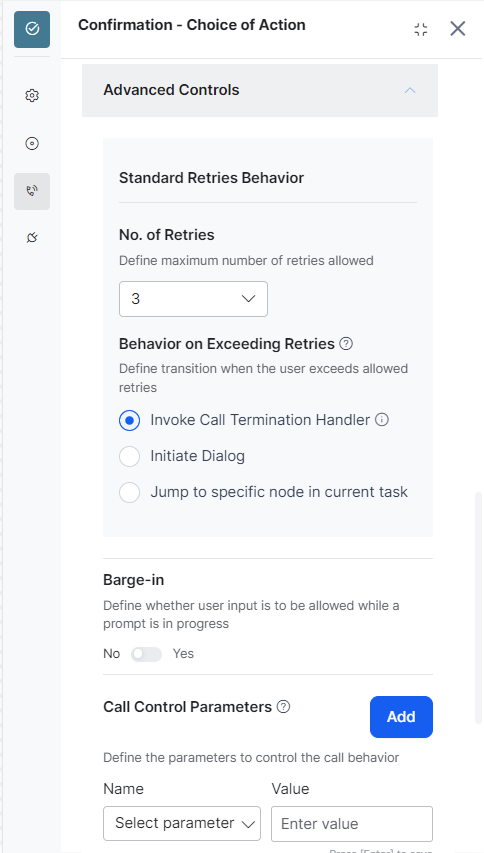 Confirmation - Choice of Action
Advanced Controls
Standard Retries Behavior
No. of Retries
Define maximum number of retries allowed
3
Behavior on Exceeding Retries
Define transition when the user exceeds allowed
retries
Invoke Call Termination Handler
Initiate Dialog
Jump to specific node in current task
Barge-in
Define whether user input is to be allowed while a
prompt is in progress
No Yes
Call Control Parameters
Add
Define the parameters to control the call behavior
Name Value
Select parameter Enter value
Press [Enter] to save